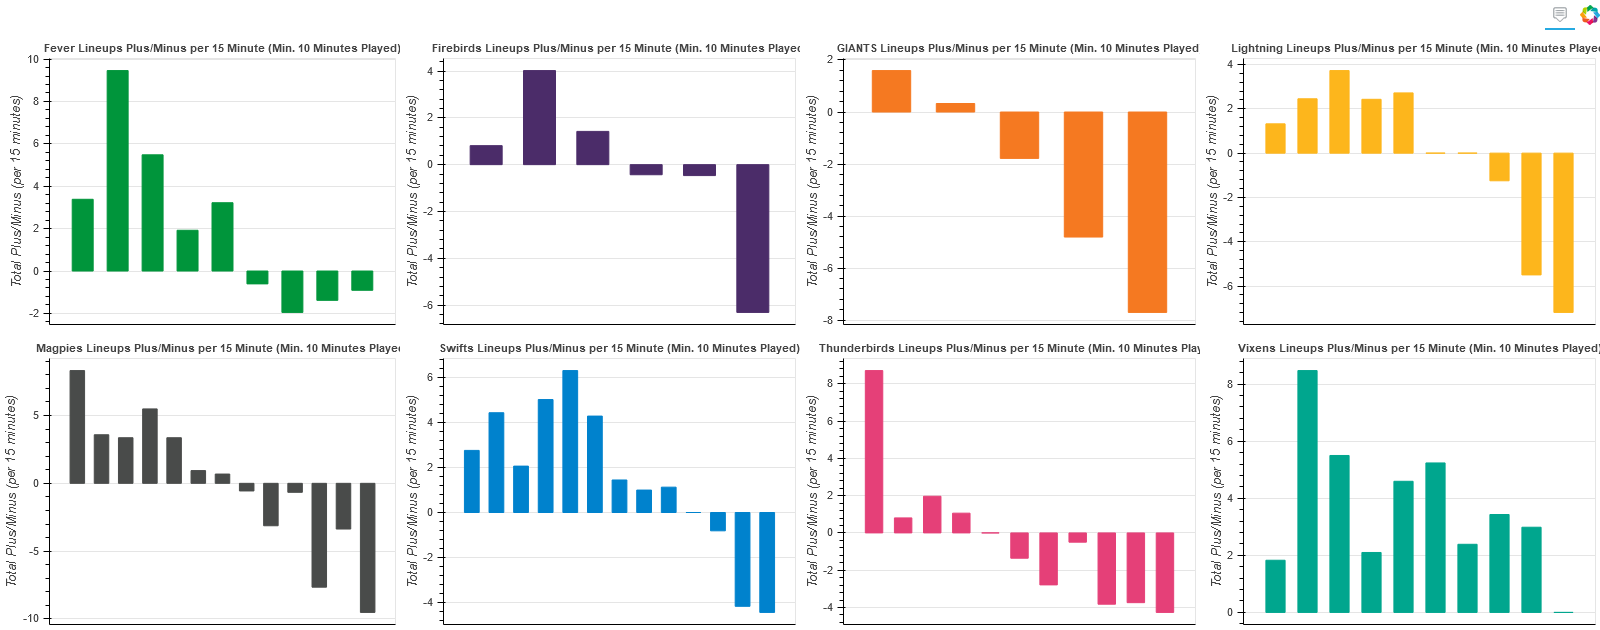 Fever Lineups Plus/Minus per 15 Minute (Min. 10 Minutes Played)
Total Plus/Minus (per 15 minutes)
10
8
6
4
2
0
-2
Firebirds Lineups Plus/Minus per 15 Minute (Min. 10 Minutes Playe
Total Plus/Minus (per 15 minutes)
4
2
0
-2
-4
-6
GIANTS Lineups Plus/Minus per 15 Minute (Min. 10 Minutes Played
Total Plus/Minus (per 15 minutes)
2
0
-2
-4
-6
-8
Lightning Lineups Plus/Minus per 15 Minute (Min. 10 Minutes Playe
Total Plus/Minus (per 15 minutes)
4
2
0
-2
-4
-6
Magpies Lineups Plus/Minus per 15 Minute (Min. 10 Minutes Played
Total Plus/Minus (per 15 minutes)
5
0
-5
-10
Swifts Lineups Plus/Minus per 15 Minute (Min. 10 Minutes Played)
Total Plus/Minus (per 15 minutes)
6
4
2
0
-2
-4
Thunderbirds Lineups Plus/Minus per 15 Minute (Min. 10 Minutes Play
Total Plus/Minus (per 15 minutes)
8
6
4
2
0
-2
-4
Vixens Lineups Plus/Minus per 15 Minute (Min. 10 Minutes Played)
Total Plus/Minus (per 15 minutes)
8
6
4
2
0